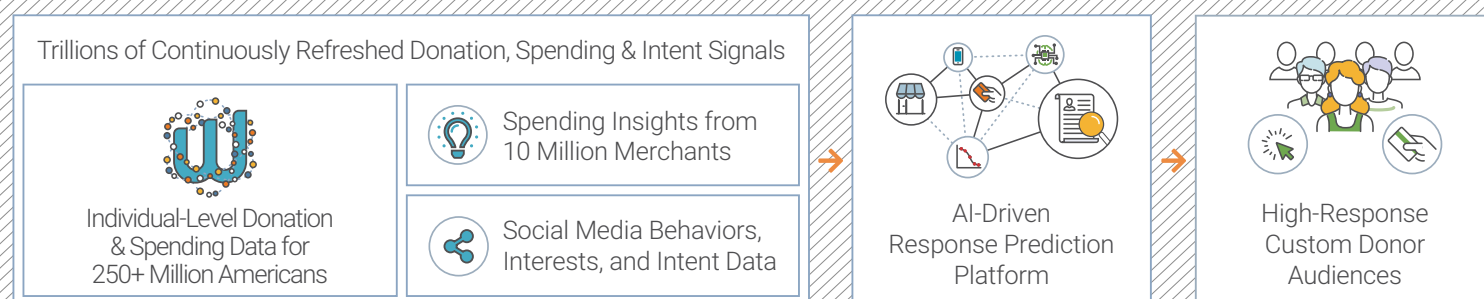 Trillions of Continuously Refreshed Donation, Spending & Intent Signals
Individual-Level Donation
& Spending Data for
250+ Million Americans
Spending Insights from
10 Million Merchants
Social Media Behaviors,
Interests, and Intent Data
AI-Driven
Response Prediction
Platform
High-Response
Custom Donor
Audiences